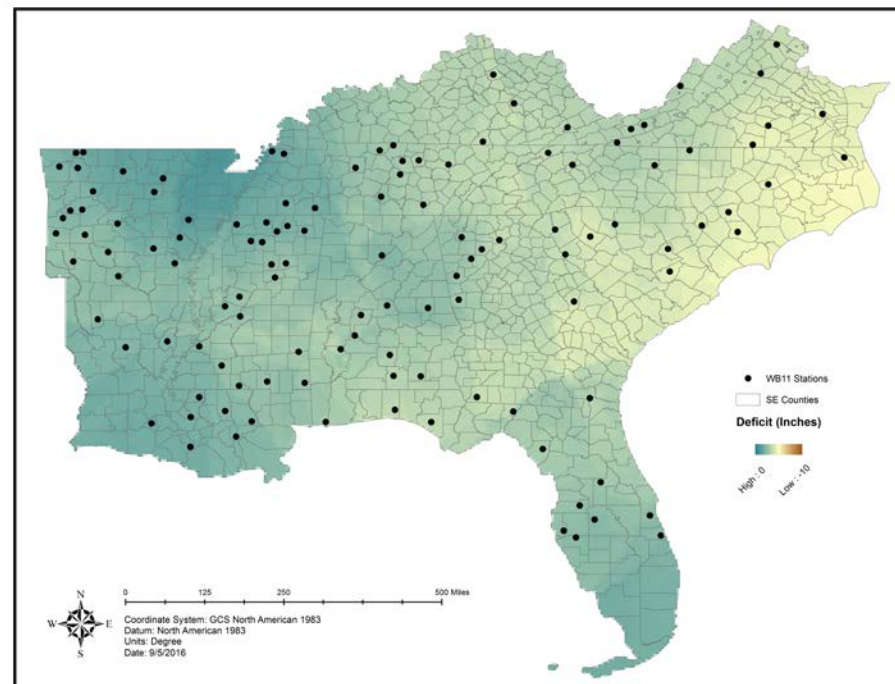 WB11 Stations
SE Counties
Deficit (Inches)
High : 0
Low : -10
N
W E
S
0 125 250 500 Miles
Coordinate System: GCS North American 1983
Datum: North American 1983
Units: Degree
Date: 9/5/2016